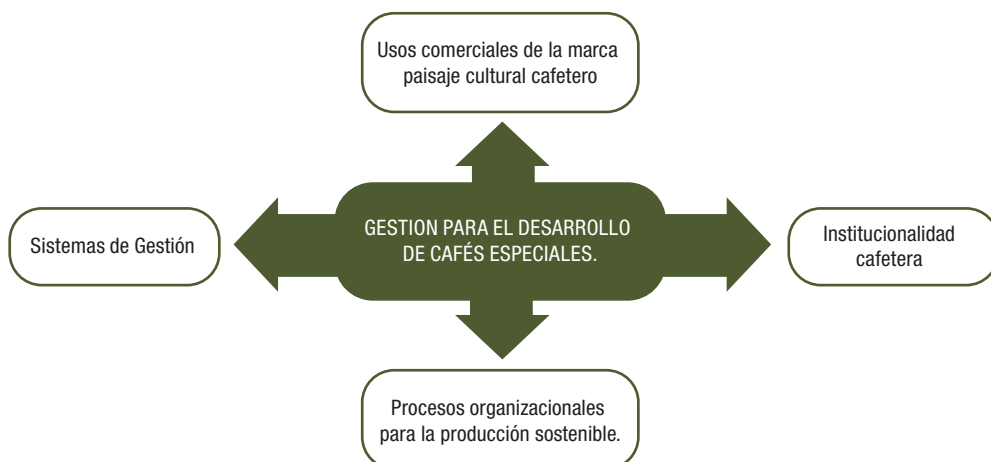 Usos comerciales de la marca
paisaje cultural cafetero
GESTION PARA EL DESARROLLO
DE CAFÉS ESPECIALES.
Sistemas de Gestión
Institucionalidad
cafetera
Procesos organizacionales
para la producción sostenible.